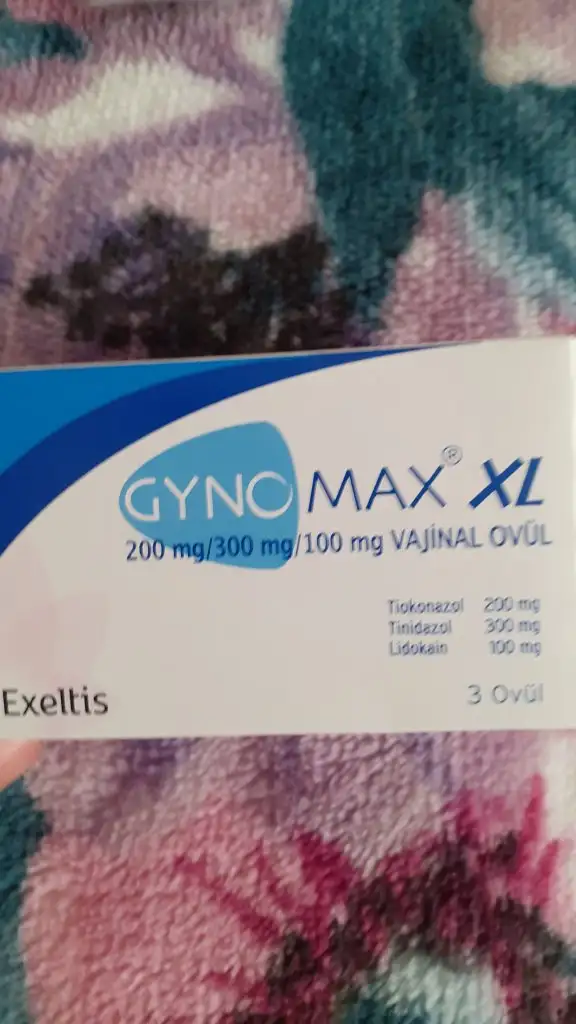 GYNOMAX® XL
200 mg/300 mg/100 mg VAJİNAL OVÜL
Tiokonazol 200 mg
Tinidazol 300 mg
Lidokain 100 mg
Exeltis
3 Ovül